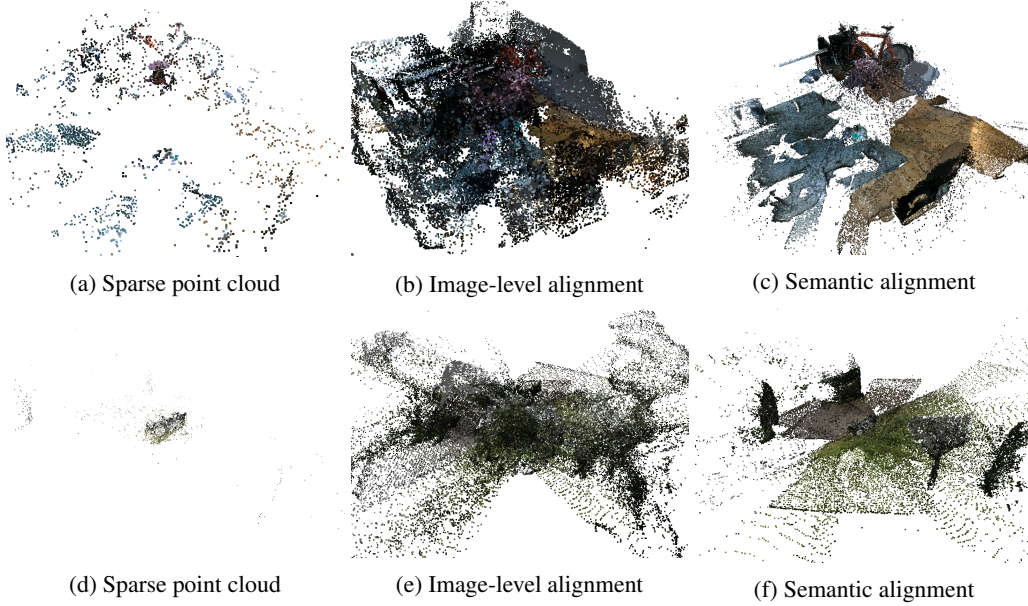 (a) Sparse point cloud
(b) Image-level alignment
(c) Semantic alignment
(d) Sparse point cloud
(e) Image-level alignment
(f) Semantic alignment